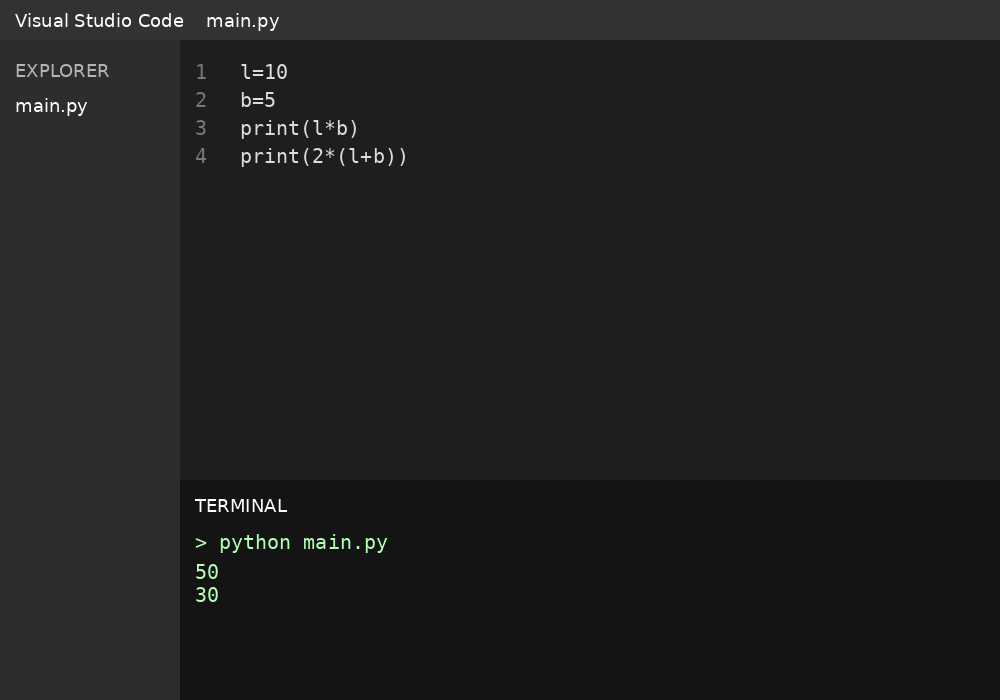 Visual Studio Code main.py
EXPLORER
main.py
1 l=10
2 b=5
3 print(l*b)
4 print(2*(l+b))
TERMINAL
> python main.py
50
30